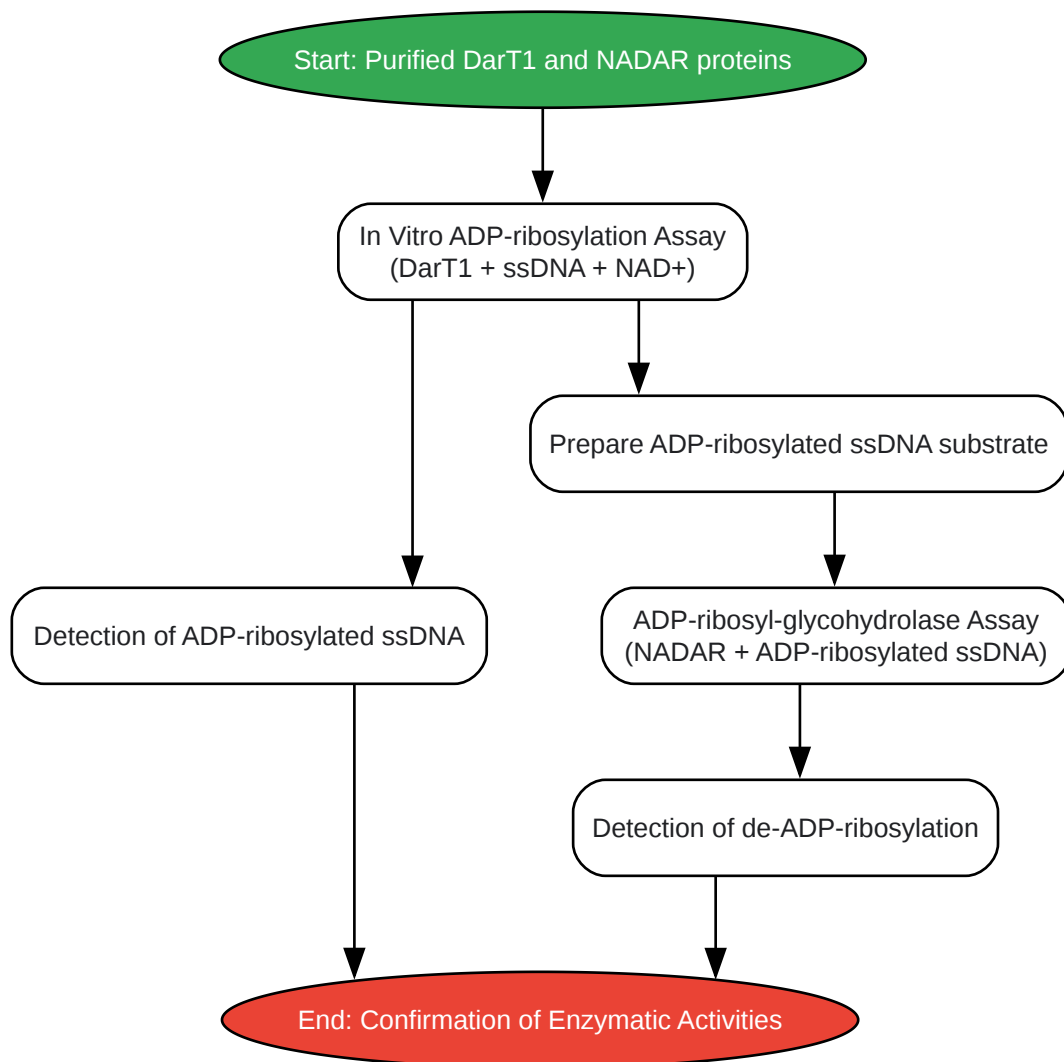 Start: Purified DarT1 and NADAR proteins
In Vitro ADP-ribosylation Assay
(DarT1 + ssDNA + NAD+)
Prepare ADP-ribosylated ssDNA substrate
Detection of ADP-ribosylated ssDNA
ADP-ribosyl-glycohydrolase Assay
(NADAR + ADP-ribosylated ssDNA)
Detection of de-ADP-ribosylation
End: Confirmation of Enzymatic Activities